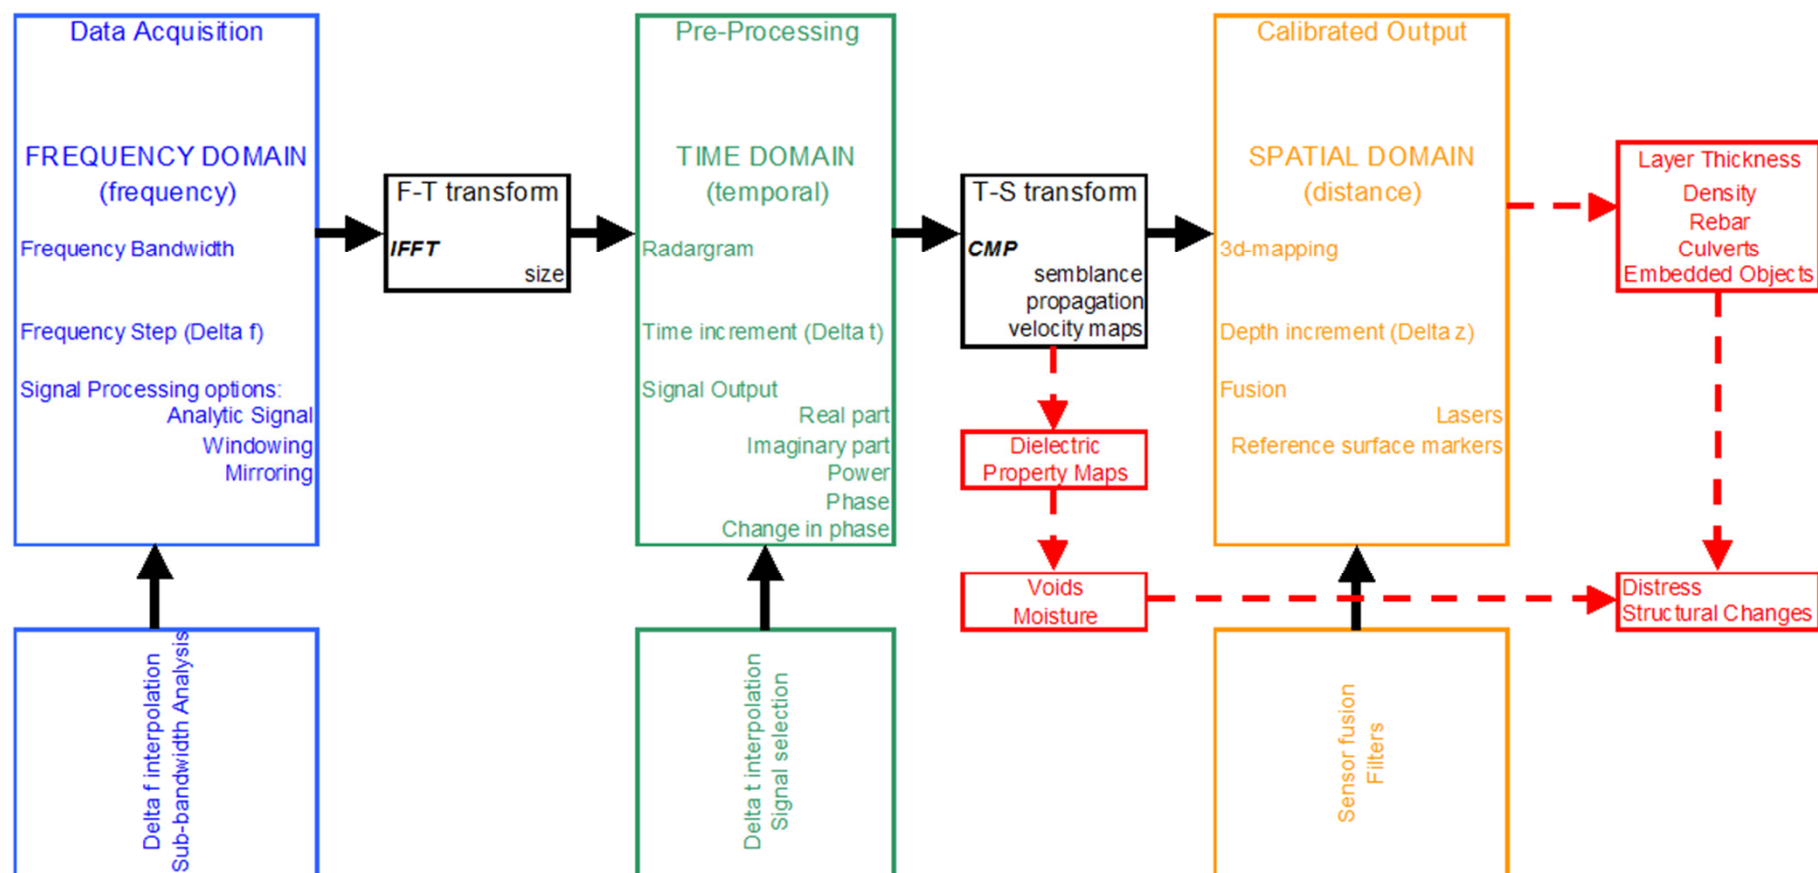 Data Acquisition
FREQUENCY DOMAIN
(frequency)
Frequency Bandwidth
Frequency Step (Delta f)
Signal Processing options:
Analytic Signal
Windowing
Mirroring
Delta f interpolation
Sub-bandwidth Analysis
F-T transform
IFFT
size
Pre-Processing
TIME DOMAIN
(temporal)
Radargram
Time increment (Delta t)
Signal Output
Real part
Imaginary part
Power
Phase
Change in phase
Delta t interpolation
Signal selection
T-S transform
CMP
semblance
propagation
velocity maps
Dielectric
Property Maps
Voids
Moisture
Calibrated Output
SPATIAL DOMAIN
(distance)
3d-mapping
Depth increment (Delta z)
Fusion
Lasers
Reference surface markers
Sensor fusion
Filters
Layer Thickness
Density
Rebar
Culverts
Embedded Objects
Distress
Structural Changes